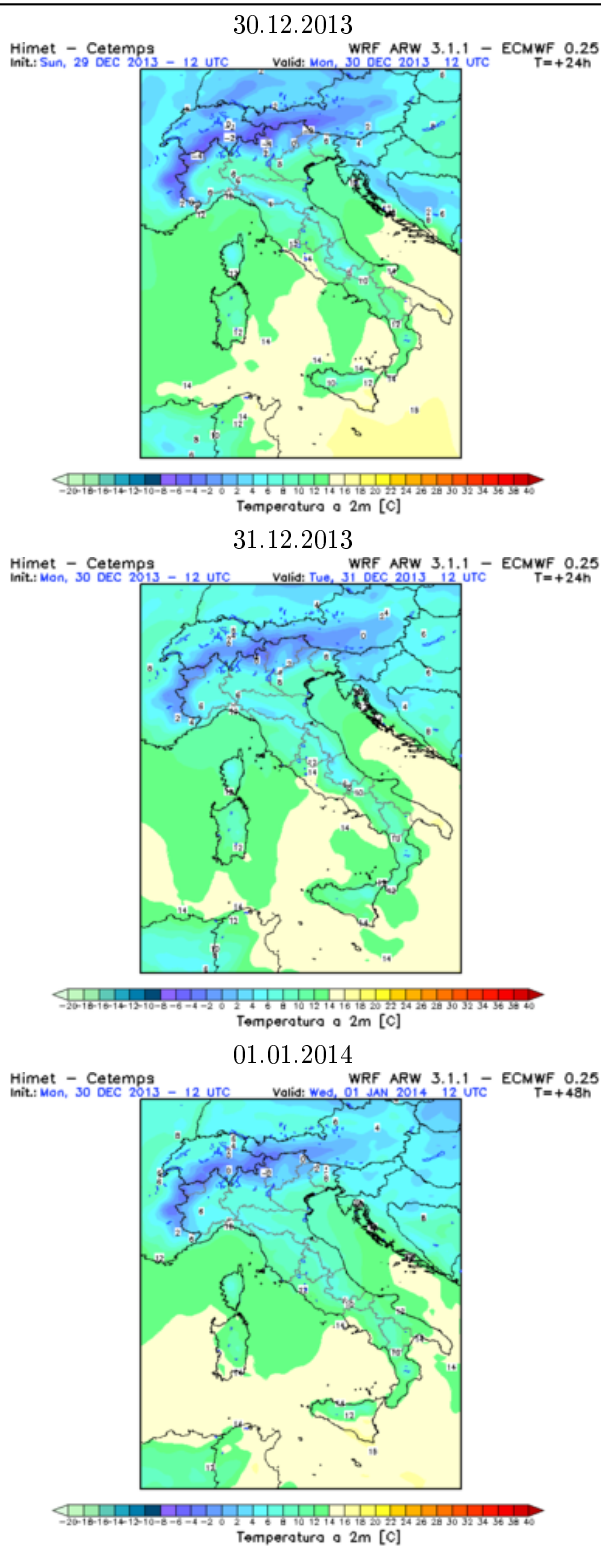 30.12.2013
Himet – Cetemps WRF ARW 3.1.1 – ECMWF 0.25
Init.: Sun, 29 DEC 2013 – 12 UTC Valid: Mon, 30 DEC 2013 12 UTC T=+24h
-20 -18 -16 -14 -12 -10 -8 -6 -4 -2 0 2 4 6 8 10 12 14 16 18 20 22 24 26 28 30 32 34 36 38 40
Temperatura a 2m [C]
31.12.2013
Himet – Cetemps WRF ARW 3.1.1 – ECMWF 0.25
Init.: Mon, 30 DEC 2013 – 12 UTC Valid: Tue, 31 DEC 2013 12 UTC T=+24h
-20 -18 -16 -14 -12 -10 -8 -6 -4 -2 0 2 4 6 8 10 12 14 16 18 20 22 24 26 28 30 32 34 36 38 40
Temperatura a 2m [C]
01.01.2014
Himet – Cetemps WRF ARW 3.1.1 – ECMWF 0.25
Init.: Mon, 30 DEC 2013 – 12 UTC Valid: Wed, 01 JAN 2014 12 UTC T=+48h
-20 -18 -16 -14 -12 -10 -8 -6 -4 -2 0 2 4 6 8 10 12 14 16 18 20 22 24 26 28 30 32 34 36 38 40
Temperatura a 2m [C]